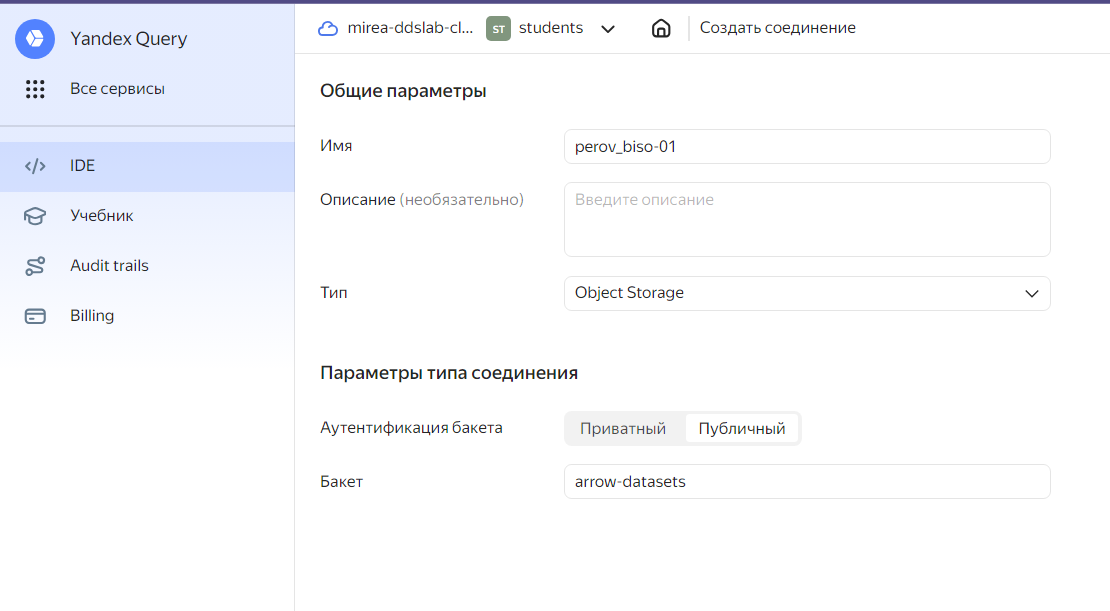 Yandex Query
Все сервисы
IDE
Учебник
Audit trails
Billing
mirea-ddslab-cl... ST students Создать соединение
Общие параметры
Имя perov_biso-01
Описание (необязательно) Введите описание
Тип Object Storage
Параметры типа соединения
Аутентификация бакета Приватный Публичный
Бакет arrow-datasets